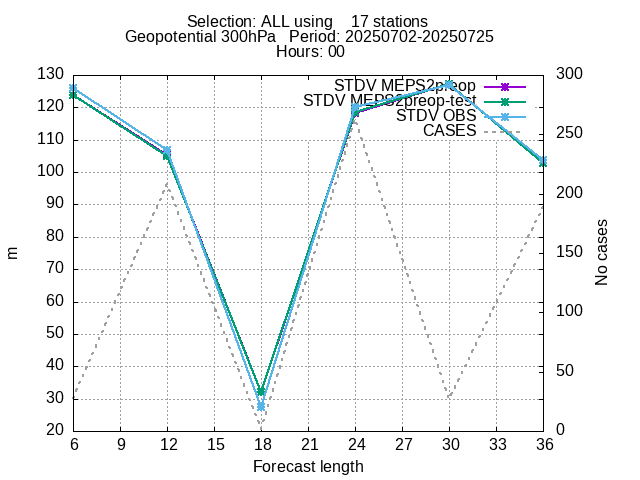 Selection: ALL using    17 stations
Geopotential 300hPa   Period: 20250702-20250725
Hours: 00
STDV MEPS2preop
STDV MEPS2preop-test
STDV OBS
CASES
130
120
110
100
90
80
70
60
50
40
30
20
300
250
200
150
100
50
0
m
No cases
6 9 12 15 18 21 24 27 30 33 36
Forecast length